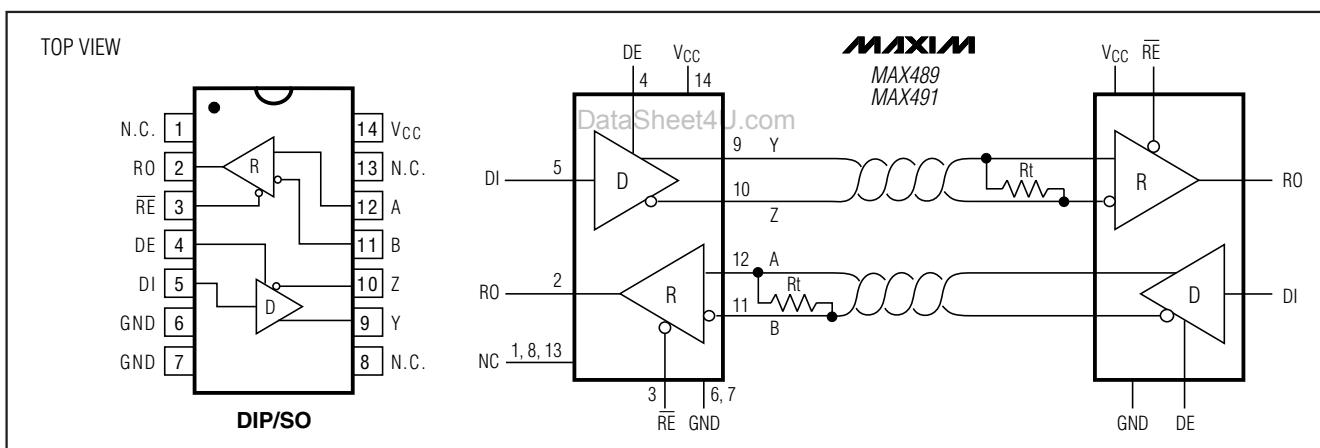 TOP VIEW
N.C. 1
RO 2
RE 3
DE 4
DI 5
GND 6
GND 7
14 VCC
13 N.C.
12 A
11 B
10 Z
9 Y
8 N.C.
R
D
DIP/SO
MAXIM
MAX489
MAX491
DataSheet4U.com
DE
4
VCC
14
DI
5
D
9 Y
10
Z
Rt
RO
2
R
12 A
11
B
Rt
NC
1, 8, 13
3
RE
6, 7
GND
VCC
RE
R
RO
D
DI
GND
DE